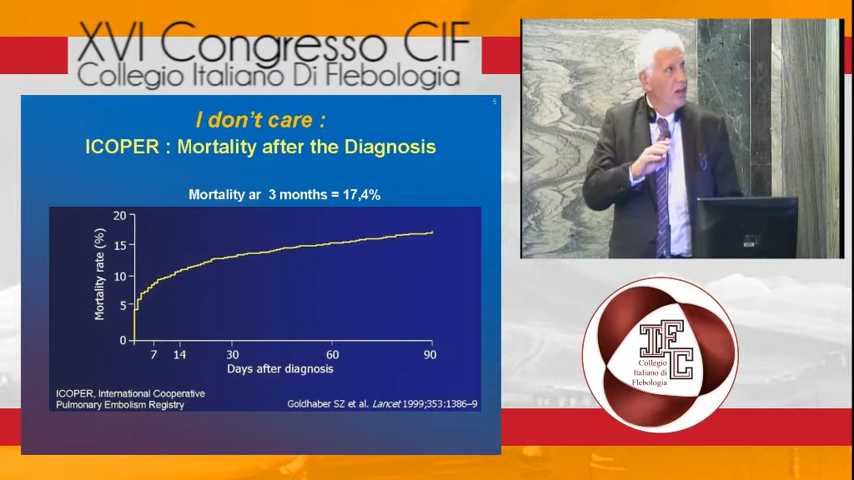 XVI Congresso CIF
Collegio Italiano Di Flebologia
5
I don't care :
ICOPER : Mortality after the Diagnosis
Mortality ar 3 months = 17,4%
20
15
10
5
0
Mortality rate (%)
7 14 30 60 90
Days after diagnosis
ICOPER, International Cooperative
Pulmonary Embolism Registry
Goldhaber SZ et al. Lancet 1999;353:1386–9
IFC
Collegio
Italiano di
Flebologia